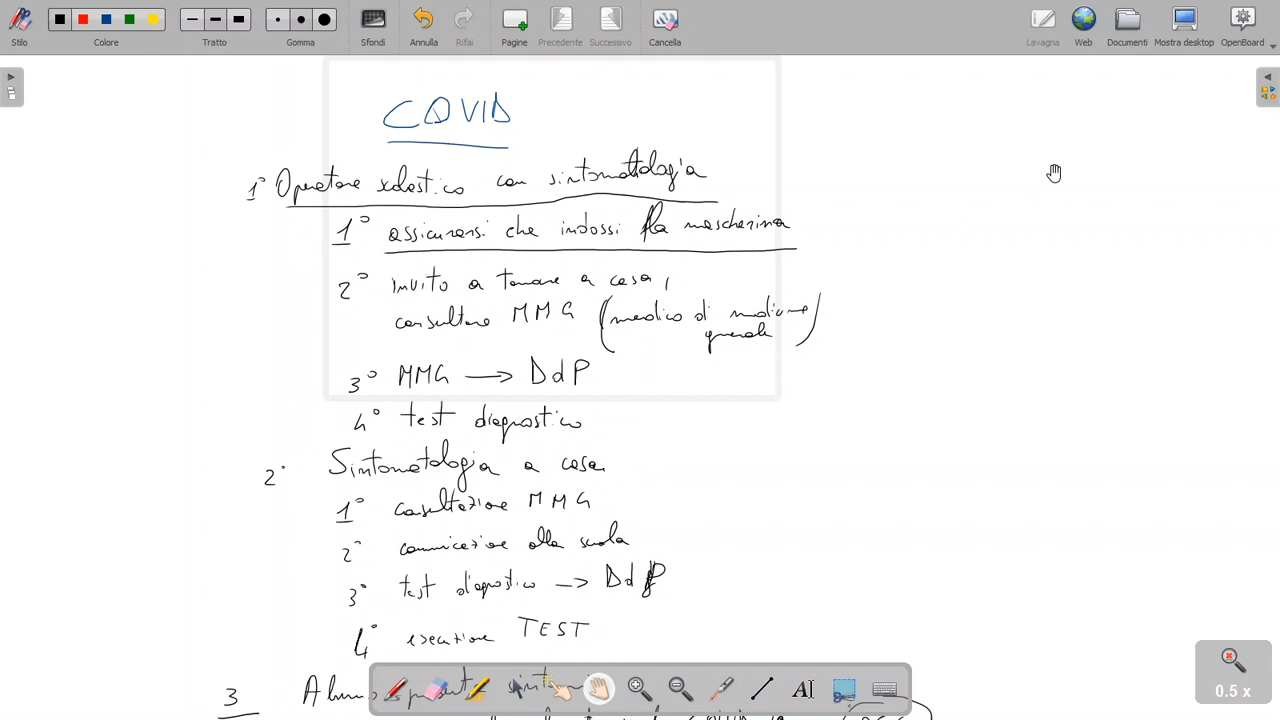 Stilo
Colore
Tratto
Gomma
Sfondi
Annulla
Rifai
Pagine
Precedente
Successivo
Cancella
Lavagna
Web
Documenti
Mostra desktop
OpenBoard
COVID
1° Operatore scolastico con sintomatologia
1° assicurarsi che indossi la mascherina
2° invito a tornare a casa,
consultare MMG (medico di medicina
generale)
3° MMG → DdP
4° test diagnostico
2° Sintomatologia a casa
1° consultazione MMG
2° comunicazione alla scuola
3° test diagnostico → DdP
4° esecuzione TEST
3 Alunno
0.5 x